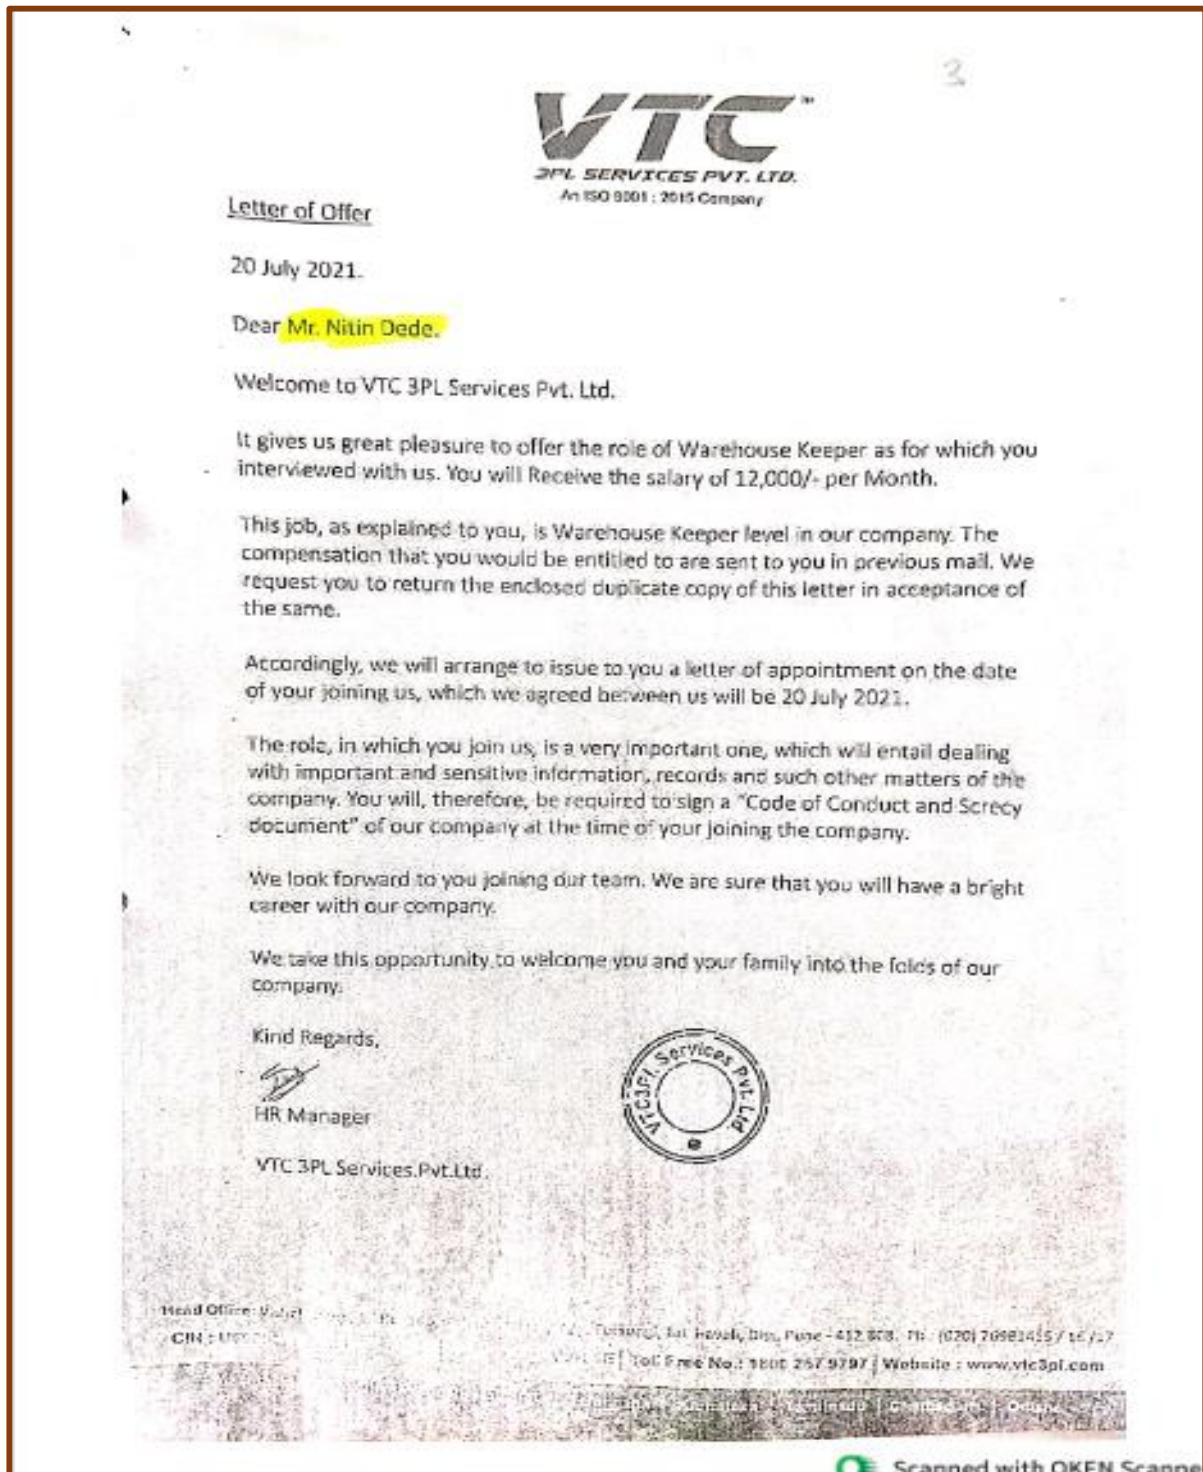 3
VTC
3PL SERVICES PVT. LTD.
An ISO 9001 : 2015 Company
Letter of Offer
20 July 2021.
Dear Mr. Nitin Dede.
Welcome to VTC 3PL Services Pvt. Ltd.
It gives us great pleasure to offer the role of Warehouse Keeper as for which you
interviewed with us. You will Receive the salary of 12,000/- per Month.
This job, as explained to you, is Warehouse Keeper level in our company. The
compensation that you would be entitled to are sent to you in previous mail. We
request you to return the enclosed duplicate copy of this letter in acceptance of
the same.
Accordingly, we will arrange to issue to you a letter of appointment on the date
of your joining us, which we agreed between us will be 20 July 2021.
The role, in which you join us, is a very important one, which will entail dealing
with important and sensitive information, records and such other matters of the
company. You will, therefore, be required to sign a "Code of Conduct and Screcy
document" of our company at the time of your joining the company.
We look forward to you joining our team. We are sure that you will have a bright
career with our company.
We take this opportunity to welcome you and your family into the folds of our
company.
Kind Regards,
HR Manager
VTC3PL Services Pvt. Ltd.
VTC 3PL Services.Pvt.Ltd.
Head Office:
CIN :
Haveli, Dist, Pune - 412
Toll Free No.: 1800 257 9797 | Website : www.vtc3pl.com
Tamilnadu |
Scanned with OKEN Scanner